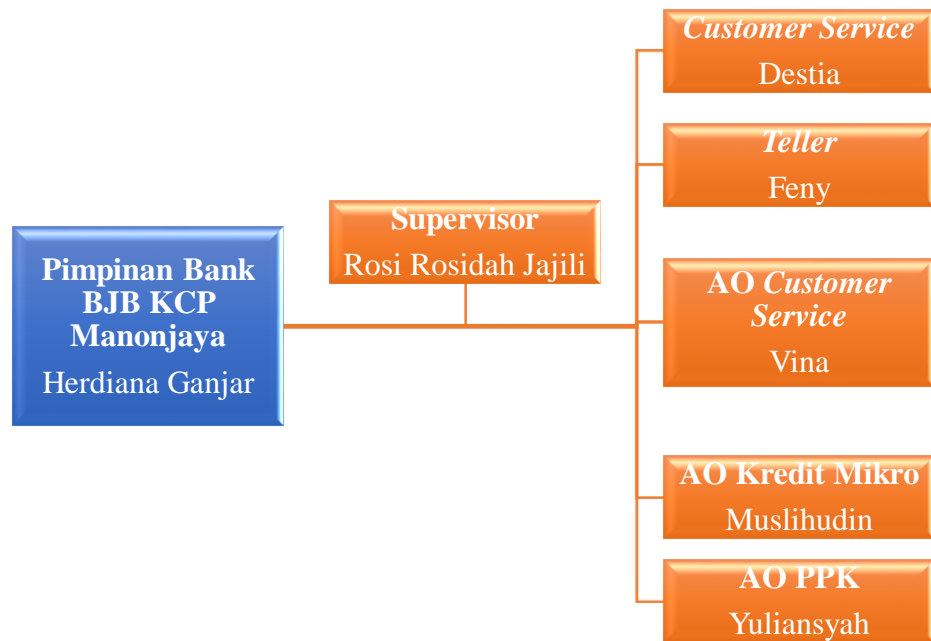 Pimpinan Bank
BJB KCP
Manonjaya
Herdiana Ganjar
Supervisor
Rosi Rosidah Jajili
Customer Service
Destia
Teller
Feny
AO Customer
Service
Vina
AO Kredit Mikro
Muslihudin
AO PPK
Yuliansyah